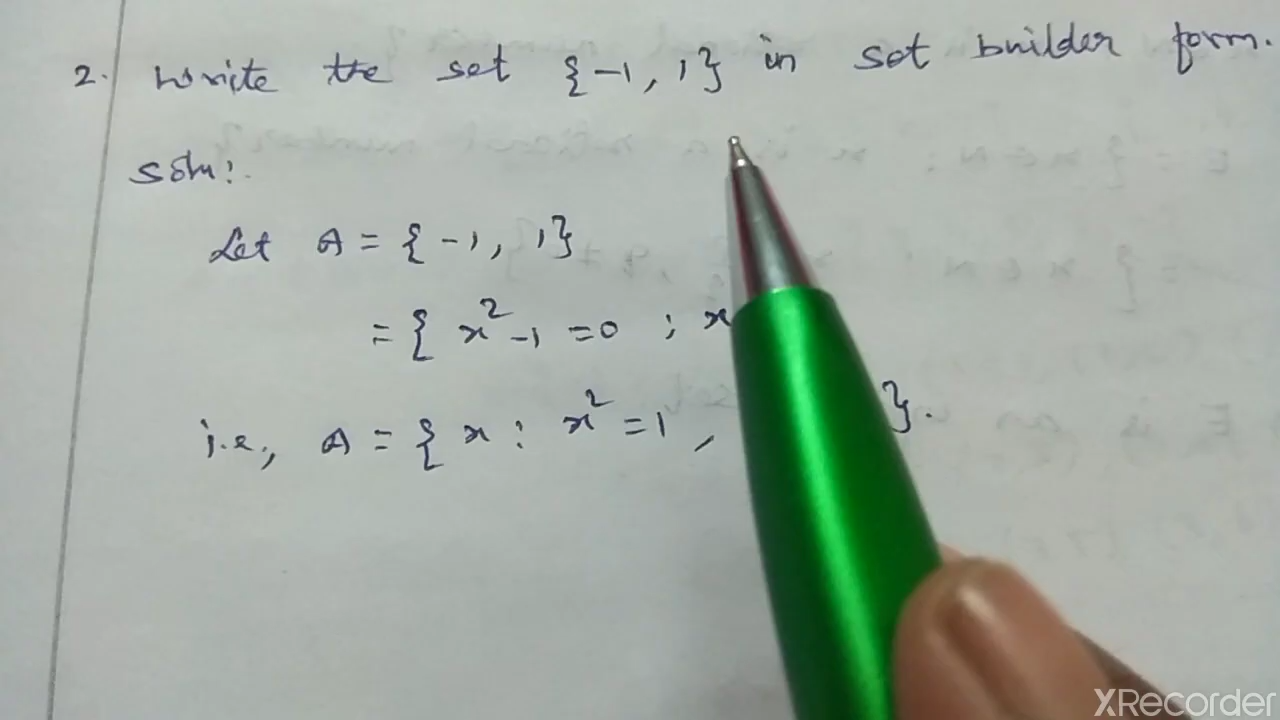 2. Write the set {-1, 1} in set builder form.
Soln:
Let A = {-1, 1}
= { x² -1 =0 ; x
i.e., A = { x : x² =1 , }.
XRecorder